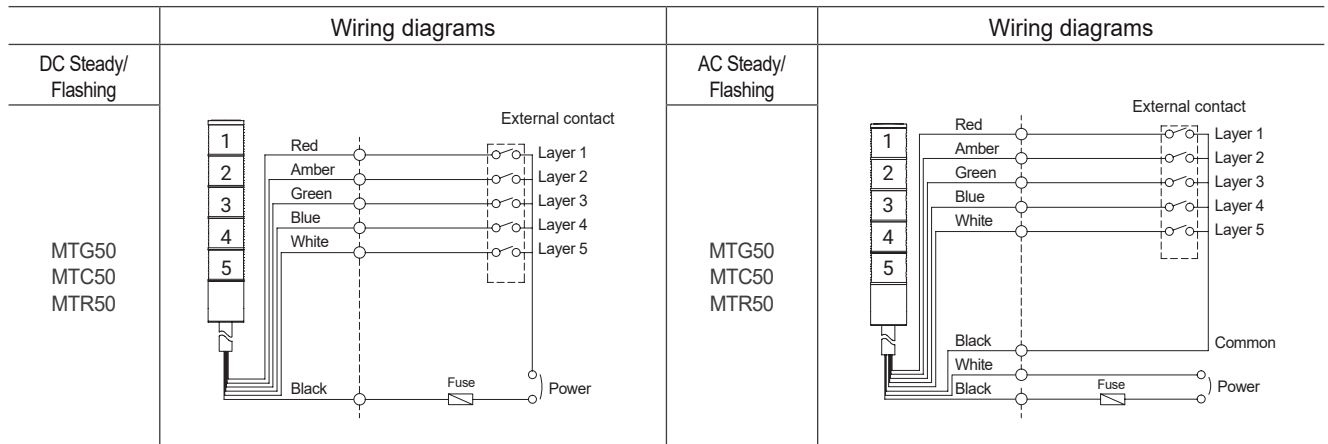 Wiring diagrams
Wiring diagrams
DC Steady/
Flashing
MTG50
MTC50
MTR50
1
2
3
4
5
Red
Amber
Green
Blue
White
Black
Fuse
External contact
Layer 1
Layer 2
Layer 3
Layer 4
Layer 5
Power
AC Steady/
Flashing
MTG50
MTC50
MTR50
1
2
3
4
5
Red
Amber
Green
Blue
White
Black
White
Black
Fuse
External contact
Layer 1
Layer 2
Layer 3
Layer 4
Layer 5
Common
Power